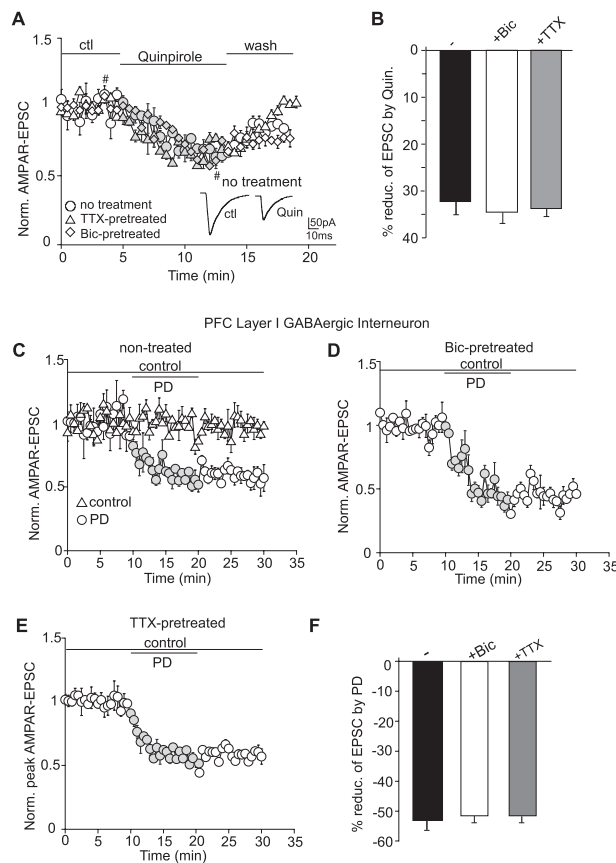 A
1.5
1
0.5
0
Norm. AMPAR-EPSC
ctl
Quinpirole
wash
#
#
no treatment
TTX-pretreated
Bic-pretreated
no treatment
ctl
Quin
50pA
10ms
0 5 10 15 19 20
Time (min)
B
- +Bic +TTX
0
10
20
30
40
% reduc. of EPSC by Quin.
PFC Layer I GABAergic Interneuron
C
non-treated
control
PD
1.5
1.0
0.5
0
Norm. AMPAR-EPSC
control
PD
0 5 10 15 20 25 30 35
Time (min)
D
Bic-pretreated
control
PD
1.5
1
0.5
0
Norm. AMPAR-EPSC
0 5 10 15 20 25 30 35
Time (min)
E
TTX-pretreated
control
PD
1.5
1
0.5
0
Norm. peak AMPAR-EPSC
0 5 10 15 20 25 30 35
Time (min)
F
- +Bic +TTX
0
-10
-20
-30
-40
-50
-60
% reduc. of EPSC by PD